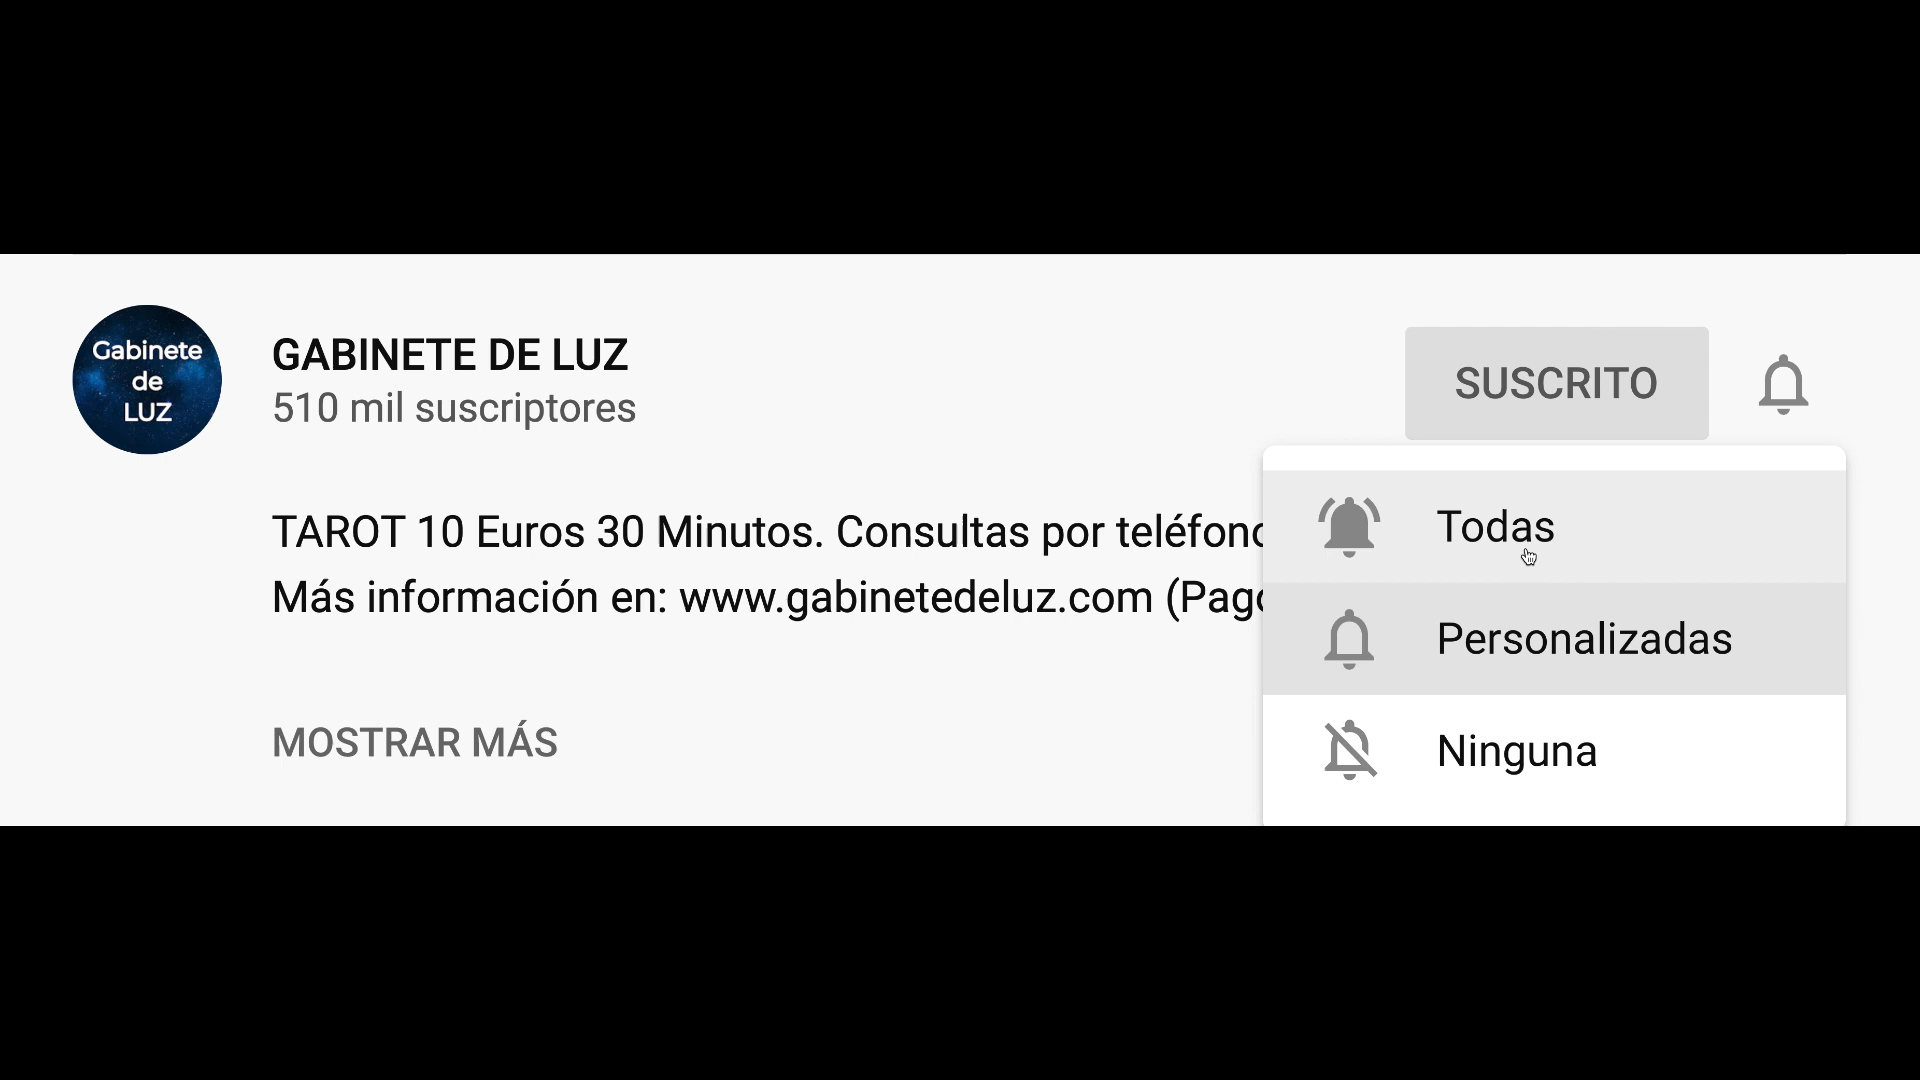 Gabinete
de
LUZ
GABINETE DE LUZ
510 mil suscriptores
SUSCRITO
TAROT 10 Euros 30 Minutos. Consultas por teléfono
Más información en: www.gabinetedeluz.com (Pago
MOSTRAR MÁS
Todas
Personalizadas
Ninguna